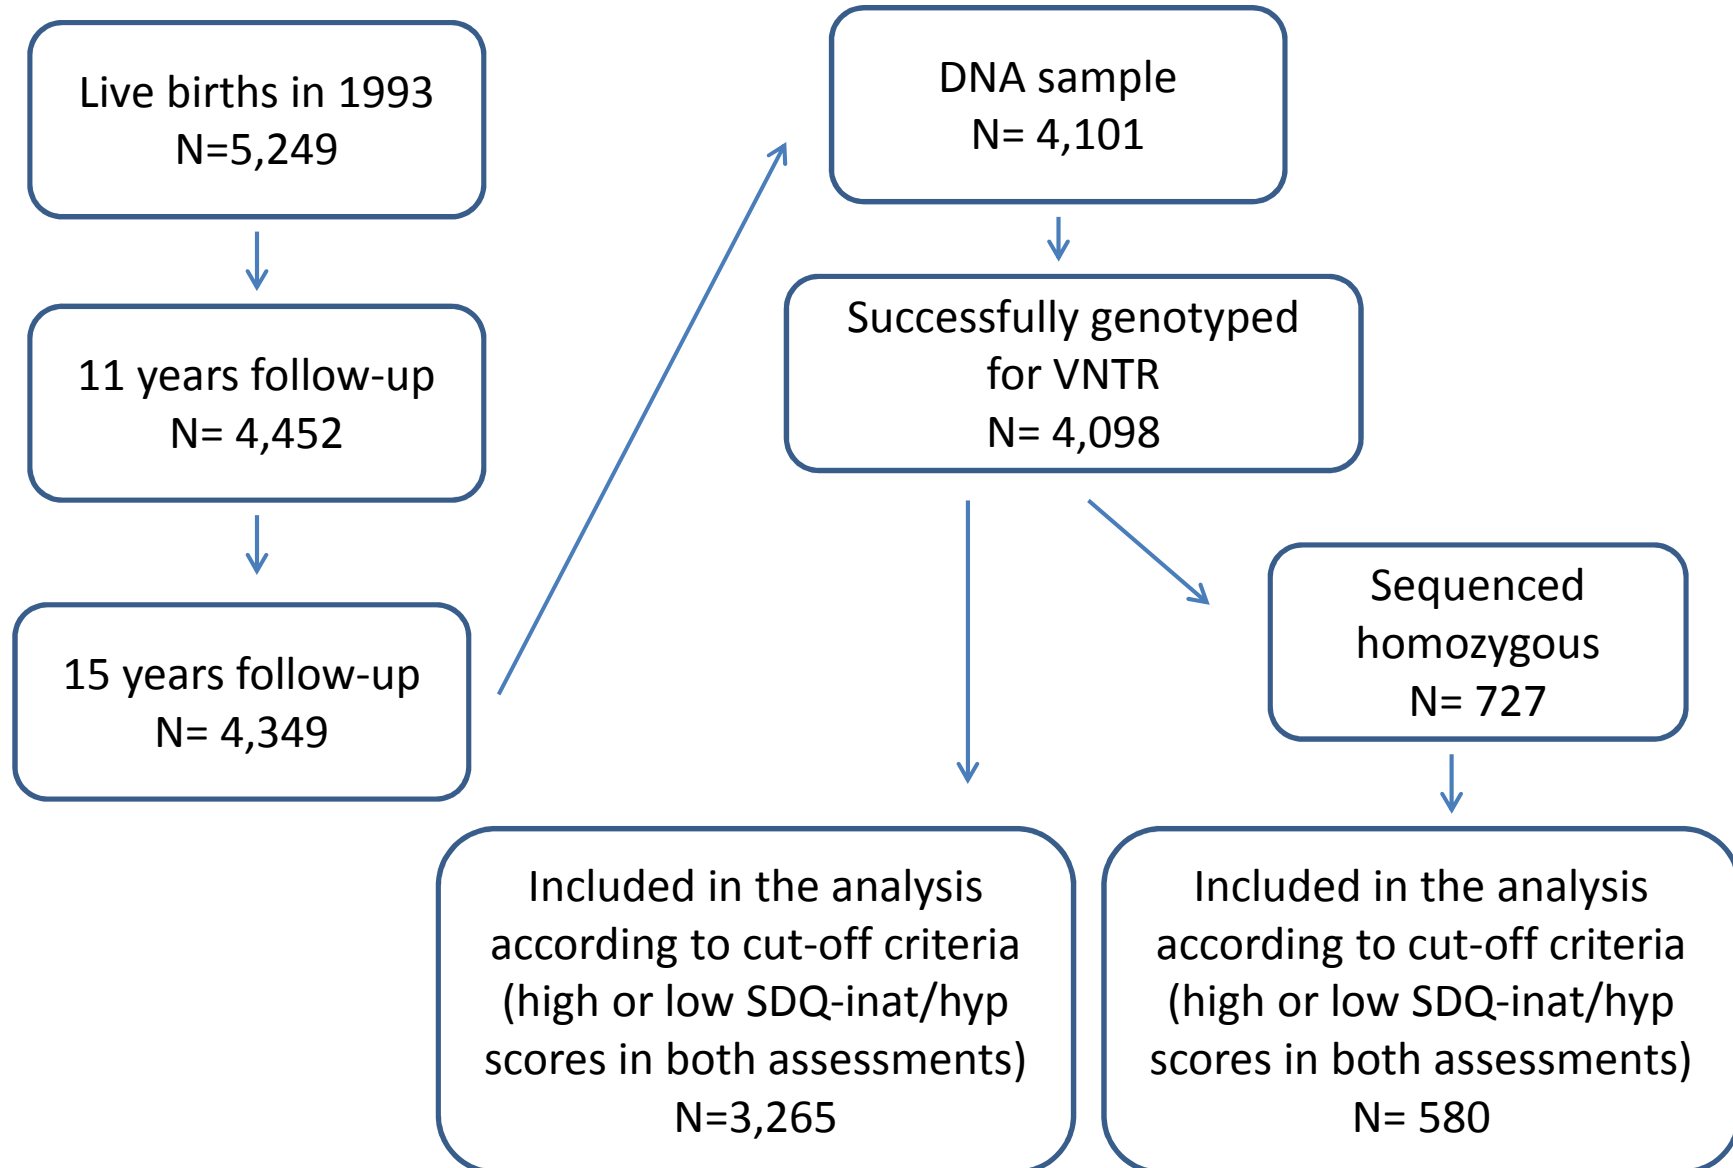 Live births in 1993
N=5,249
11 years follow-up
N= 4,452
15 years follow-up
N= 4,349
DNA sample
N= 4,101
Successfully genotyped
for VNTR
N= 4,098
Sequenced
homozygous
N= 727
Included in the analysis
according to cut-off criteria
(high or low SDQ-inat/hyp
scores in both assessments)
N=3,265
Included in the analysis
according to cut-off criteria
(high or low SDQ-inat/hyp
scores in both assessments)
N= 580